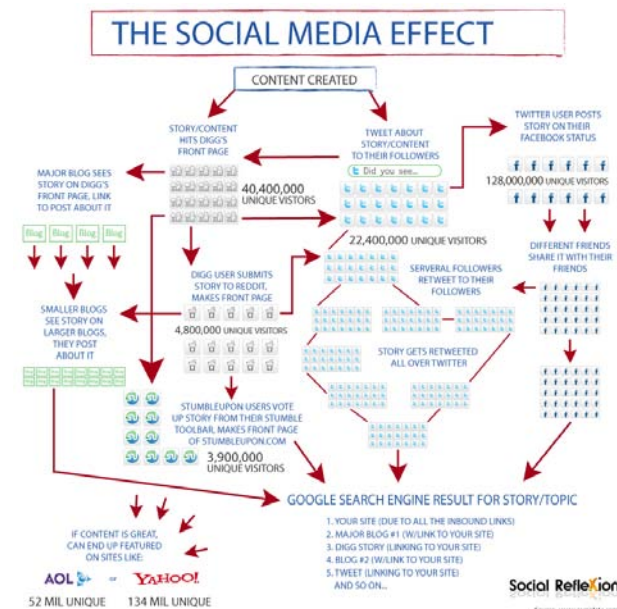 THE SOCIAL MEDIA EFFECT
CONTENT CREATED
STORY/CONTENT
HITS DIGG'S
FRONT PAGE
40,400,000
UNIQUE VISTORS
TWEET ABOUT
STORY/CONTENT
TO THEIR FOLLOWERS
Did you see...
22,400,000 UNIQUE VISITORS
TWITTER USER POSTS
STORY ON THEIR
FACEBOOK STATUS
128,000,000 UNIQUE VISITORS
MAJOR BLOG SEES
STORY ON DIGG'S
FRONT PAGE, LINK
TO POST ABOUT IT
Blog Blog Blog Blog
DIFFERENT FRIENDS
SHARE IT WITH THEIR
FRIENDS
DIGG USER SUBMITS
STORY TO REDDIT,
MAKES FRONT PAGE
4,800,000 UNIQUE VISITORS
SERVERAL FOLLOWERS
RETWEET TO THEIR
FOLLOWERS
SMALLER BLOGS
SEE STORY ON
LARGER BLOGS,
THEY POST
ABOUT IT
STORY GETS RETWEETED
ALL OVER TWITTER
STUMBLEUPON USERS VOTE
UP STORY FROM THEIR STUMBLE
TOOLBAR, MAKES FRONT PAGE
OF STUMBLEUPON.COM
3,900,000
UNIQUE VISITORS
GOOGLE SEARCH ENGINE RESULT FOR STORY/TOPIC
1. YOUR SITE (DUE TO ALL THE INBOUND LINKS)
2. MAJOR BLOG #1 (W/LINK TO YOUR SITE)
3. DIGG STORY (LINKING TO YOUR SITE)
4. BLOG #2 (W/LINK TO YOUR SITE)
5. TWEET (LINKING TO YOUR SITE)
AND SO ON...
IF CONTENT IS GREAT,
CAN END UP FEATURED
ON SITES LIKE:
AOL or YAHOO!
52 MIL UNIQUE 134 MIL UNIQUE
Social Reflexion